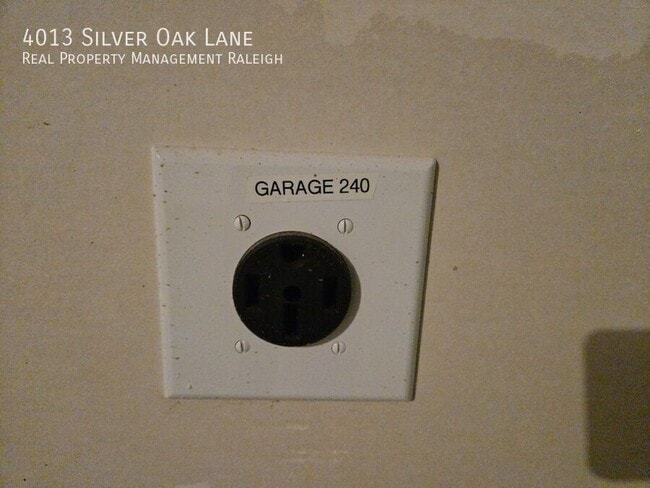 4013 Silver Oak Lane
Real Property Management Raleigh
GARAGE 240